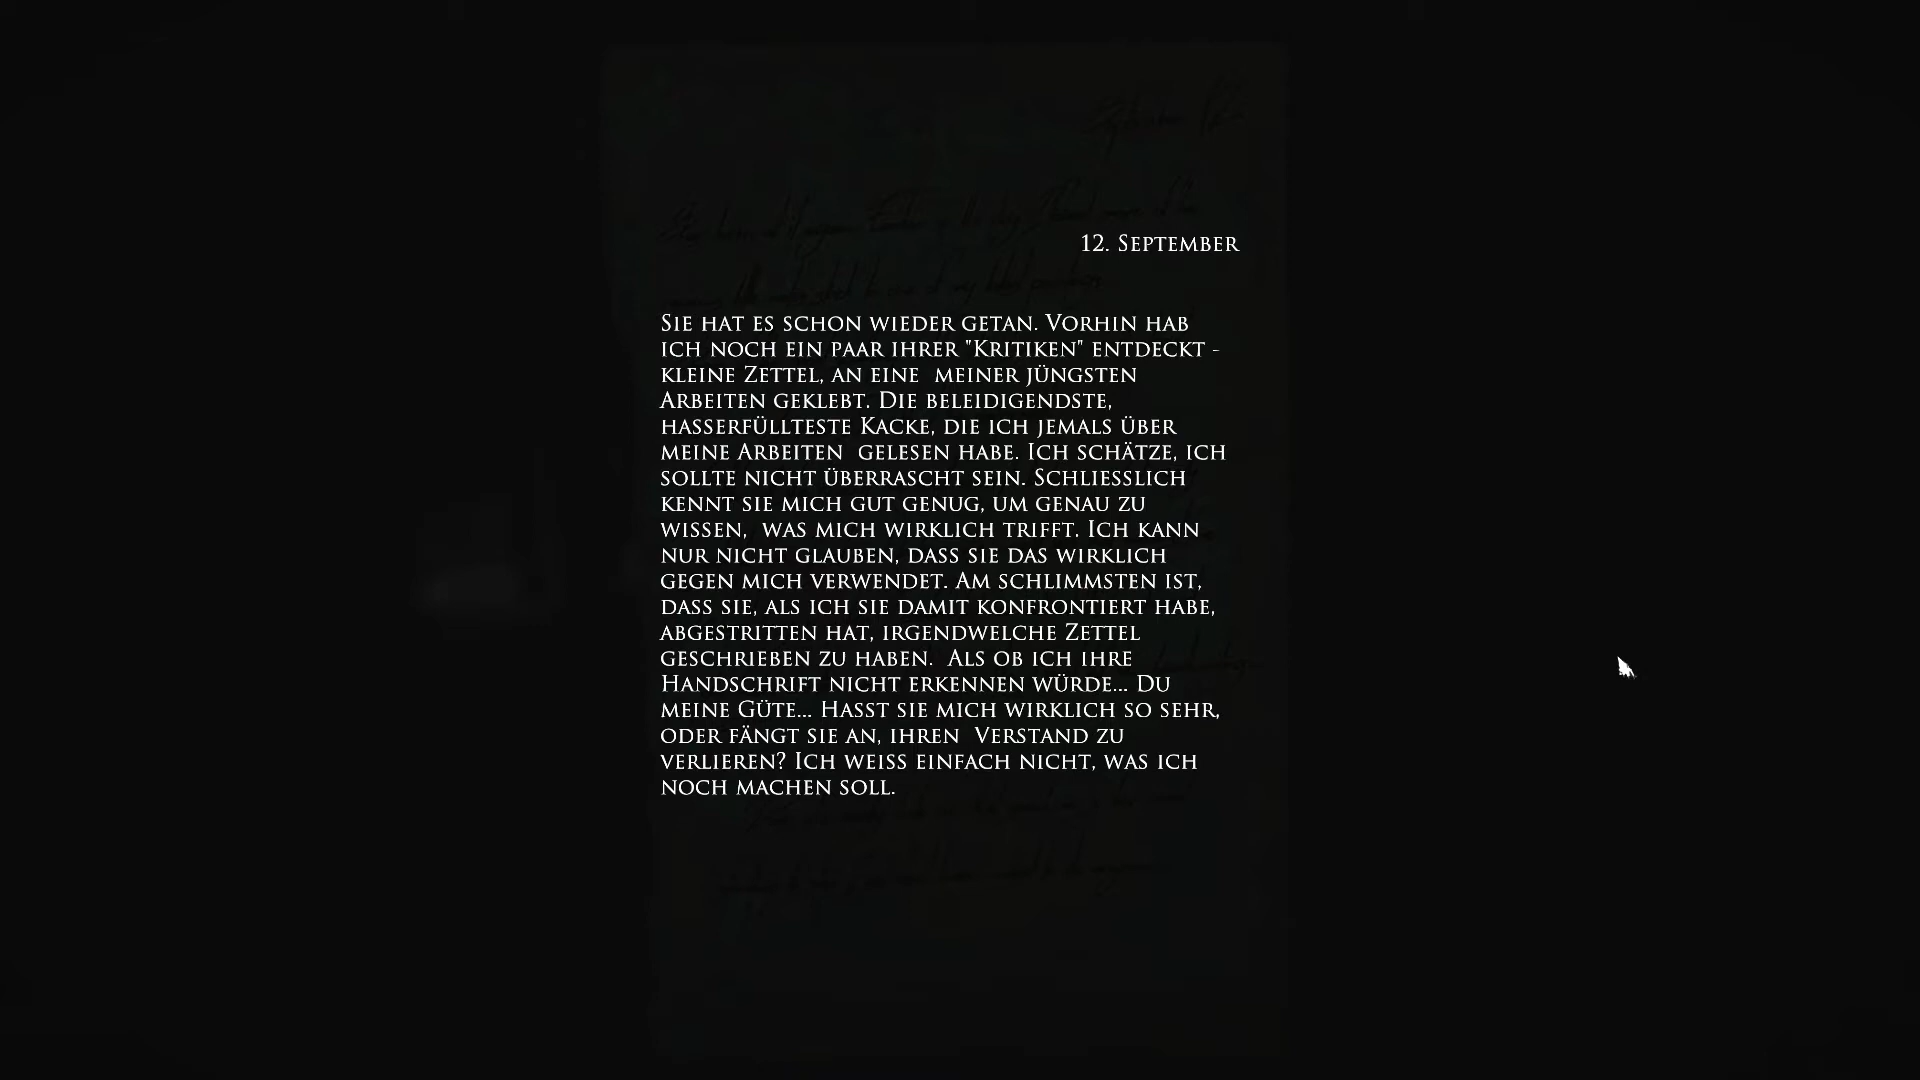 12. September
Sie hat es schon wieder getan. Vorhin hab
ich noch ein paar ihrer "Kritiken" entdeckt -
kleine Zettel, an eine  meiner jüngsten
Arbeiten geklebt. Die beleidigendste,
hasserfüllteste Kacke, die ich jemals über
meine Arbeiten  gelesen habe. Ich schätze, ich
sollte nicht überrascht sein. Schliesslich
kennt sie mich gut genug, um genau zu
wissen,  was mich wirklich trifft. Ich kann
nur nicht glauben, dass sie das wirklich
gegen mich verwendet. Am schlimmsten ist,
dass sie, als ich sie damit konfrontiert habe,
abgestritten hat, irgendwelche Zettel
geschrieben zu haben.  Als ob ich ihre
Handschrift nicht erkennen würde... Du
meine Güte... Hasst sie mich wirklich so sehr,
oder fängt sie an, ihren  Verstand zu
verlieren? Ich weiss einfach nicht, was ich
noch machen soll.